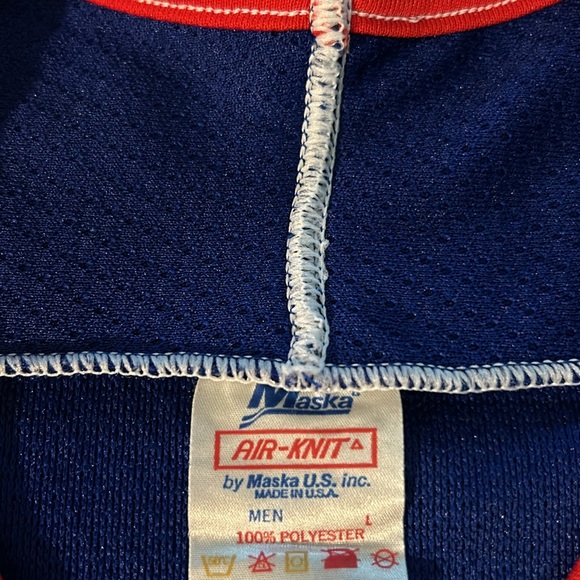 Maska
AIR-KNIT
by Maska U.S. inc.
MADE IN U.S.A.
MEN L
100% POLYESTER